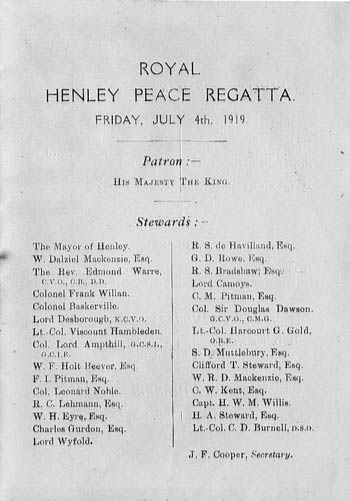 ROYAL
HENLEY PEACE REGATTA.
FRIDAY, JULY 4th, 1919.
Patron :—
HIS MAJESTY THE KING.
Stewards :—
The Mayor of Henley.
W. Dalziel Mackenzie, Esq.
The Rev. Edmond Warre,
C.V.O., C.B., D.D.
Colonel Frank Willan.
Colonel Baskerville.
Lord Desborough, K.C.V.O.
Lt.-Col. Viscount Hambleden.
Col. Lord Ampthill, G.C.S.I.,
G.C.I.E.
W. F. Holt Beever, Esq.
F. I. Pitman, Esq.
Col. Leonard Noble.
R. C. Lehmann, Esq.
W. H. Eyre, Esq.
Charles Gurdon, Esq.
Lord Wyfold.
R. S. de Havilland, Esq.
G. D. Rowe, Esq.
R. S. Bradshaw, Esq.
Lord Camoys.
C. M. Pitman, Esq.
Col. Sir Douglas Dawson.
G.C.V.O., C.M.G.
Lt.-Col. Harcourt G. Gold,
O.B.E.
S. D. Muttlebury, Esq.
Clifford T. Steward, Esq.
W. R. D. Mackenzie, Esq.
C. W. Kent, Esq.
Capt. H. W. M. Willis.
H. A. Steward, Esq.
Lt.-Col. C. D. Burnell, D.S.O.
J. F. Cooper, Secretary.